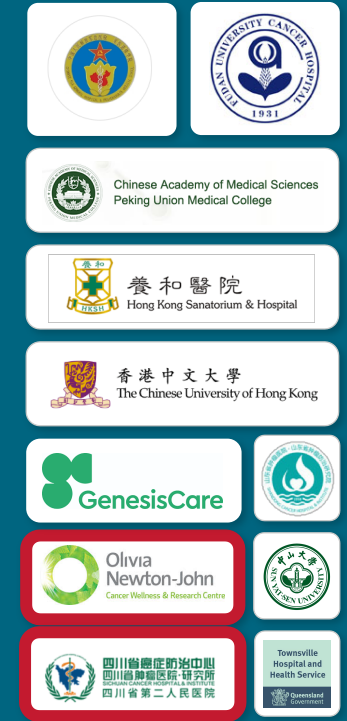 FUDAN UNIVERSITY CANCER HOSPITAL
1931
Chinese Academy of Medical Sciences
Peking Union Medical College
養和
HKSH
養和醫院
Hong Kong Sanatorium & Hospital
香港中文大學
The Chinese University of Hong Kong
GenesisCare
Olivia
Newton-John
Cancer Wellness & Research Centre
中山大學
SUN YAT-SEN UNIVERSITY
四川省癌症防治中心
四川省肿瘤医院·研究所
SICHUAN CANCER HOSPITAL & INSTITUTE
四川省第二人民医院
Townsville
Hospital and
Health Service
Queensland
Government